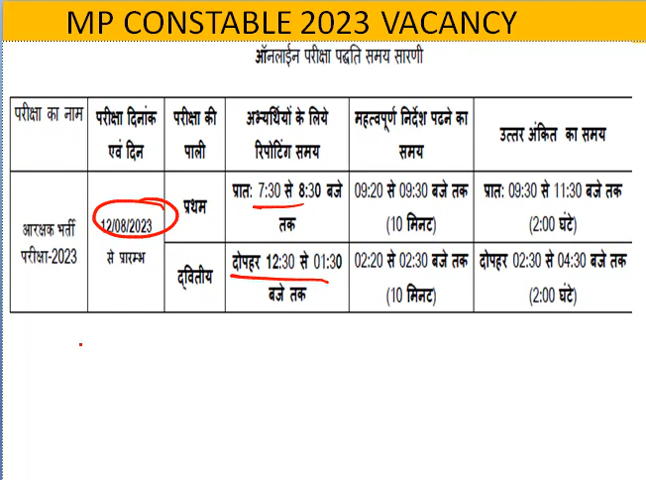 MP CONSTABLE 2023 VACANCY
ऑनलाईन परीक्षा पद्धति समय सारणी
परीक्षा का नाम
परीक्षा दिनांक
एवं दिन
परीक्षा की
पाली
अभ्यर्थियों के लिये
रिपोटिंग समय
महत्वपूर्ण निर्देश पढने का
समय
उत्तर अंकित का समय
आरक्षक भर्ती
परीक्षा-2023
12/08/2023
से प्रारम्भ
प्रथम
प्रात: 7:30 से 8:30 बजे
तक
09:20 से 09:30 बजे तक
(10 मिनट)
प्रात: 09:30 से 11:30 बजे तक
(2:00 घंटे)
द्वितीय
दोपहर 12:30 से 01:30
बजे तक
02:20 से 02:30 बजे तक
(10 मिनट)
दोपहर 02:30 से 04:30 बजे तक
(2:00 घंटे)